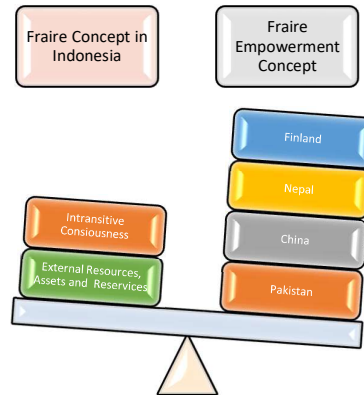 Fraire Concept in
Indonesia
Fraire
Empowerment
Concept
Finland
Nepal
China
Pakistan
Intransitive
Consiousness
External Resources,
Assets and Reservices